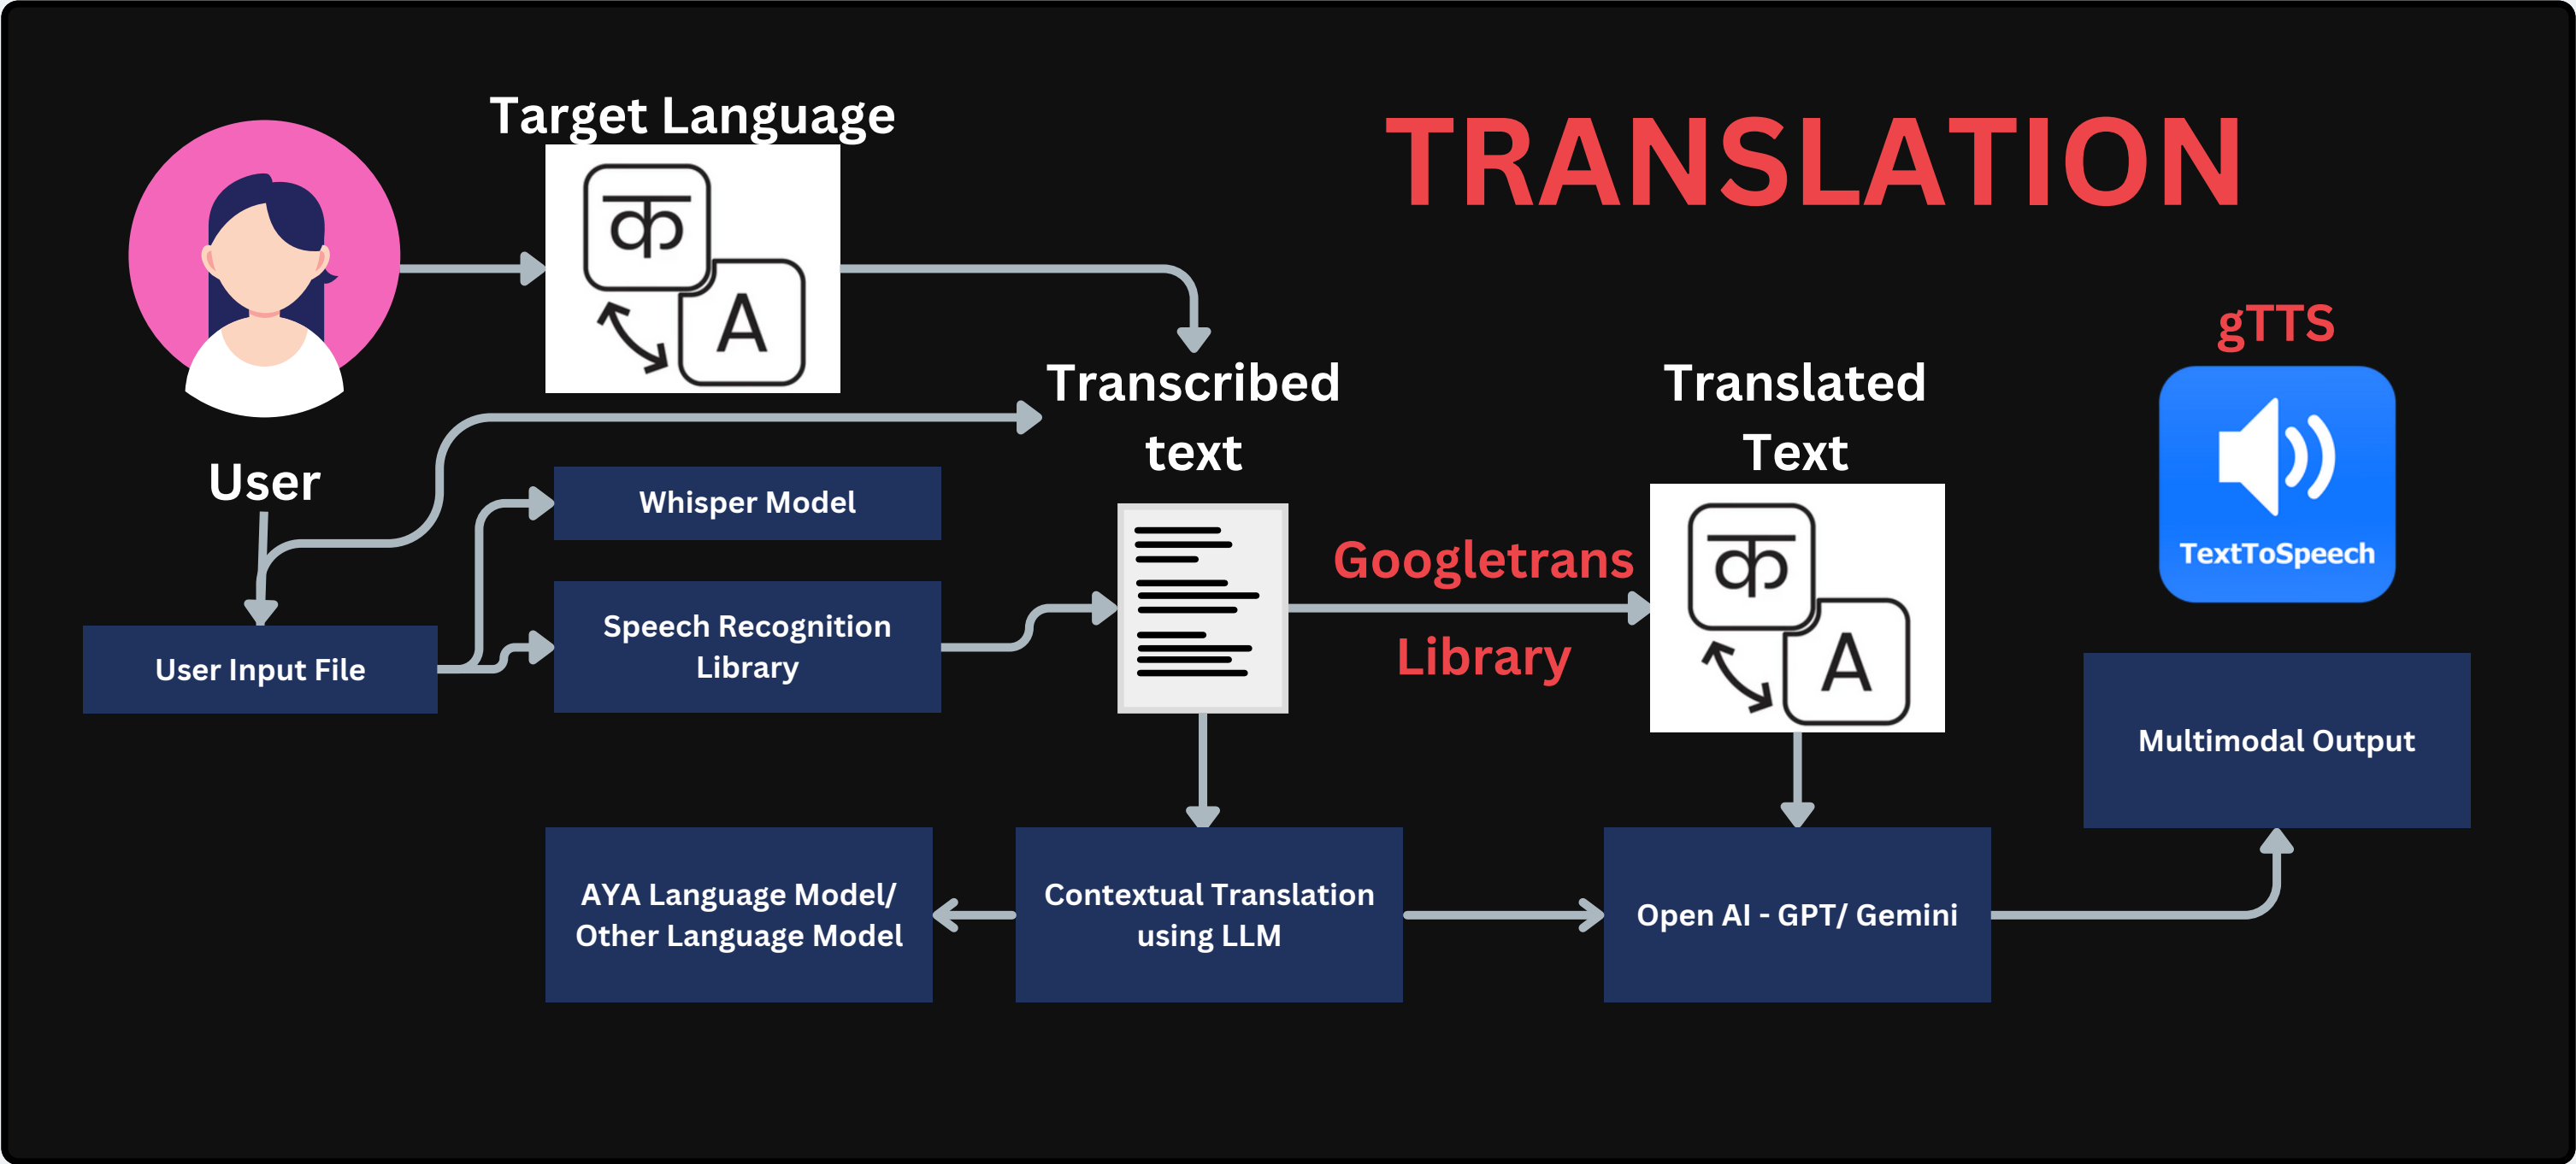 Target Language
TRANSLATION
क
A
User
Transcribed
text
Translated
Text
gTTS
TextToSpeech
Whisper Model
Speech Recognition
Library
User Input File
Googletrans
Library
क
A
Multimodal Output
AYA Language Model/
Other Language Model
Contextual Translation
using LLM
Open AI - GPT/ Gemini